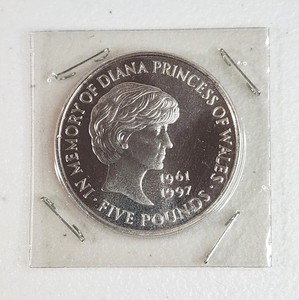 IN MEMORY OF DIANA PRINCESS OF WALES
1961
1997
· FIVE POUNDS ·